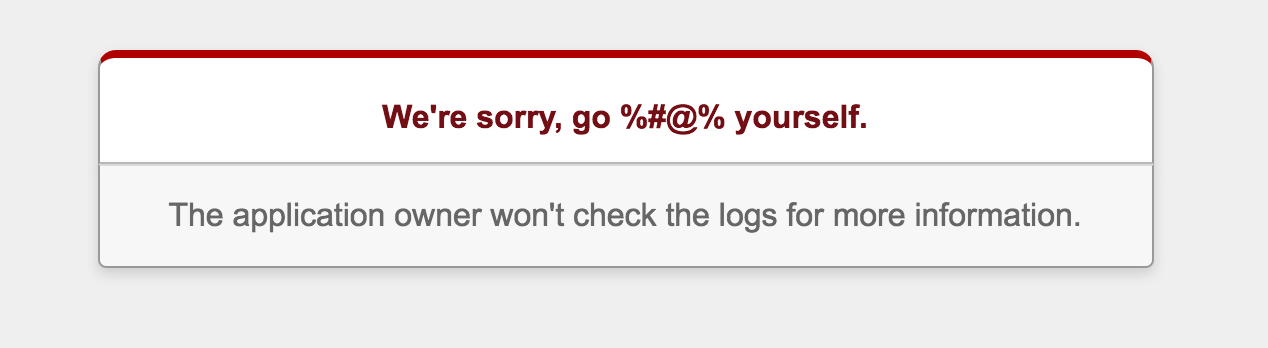 We're sorry, go %#@% yourself.
The application owner won't check the logs for more information.